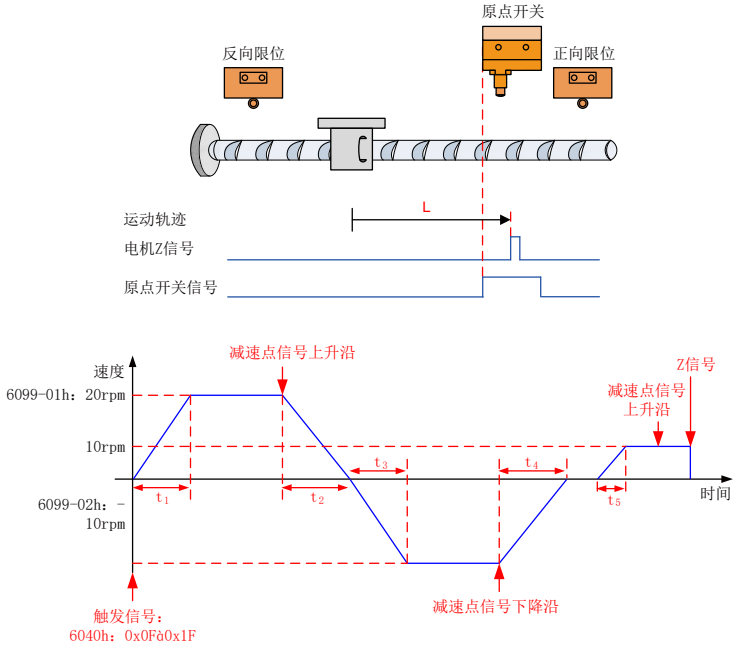 原点开关
反向限位
正向限位
运动轨迹
L
电机Z信号
原点开关信号
减速点信号上升沿
Z信号
速度
减速点信号
上升沿
6099-01h: 20rpm
10rpm
t3
t4
t1
t2
t5
时间
6099-02h: -
10rpm
减速点信号下降沿
触发信号:
6040h: 0x0Fà0x1F